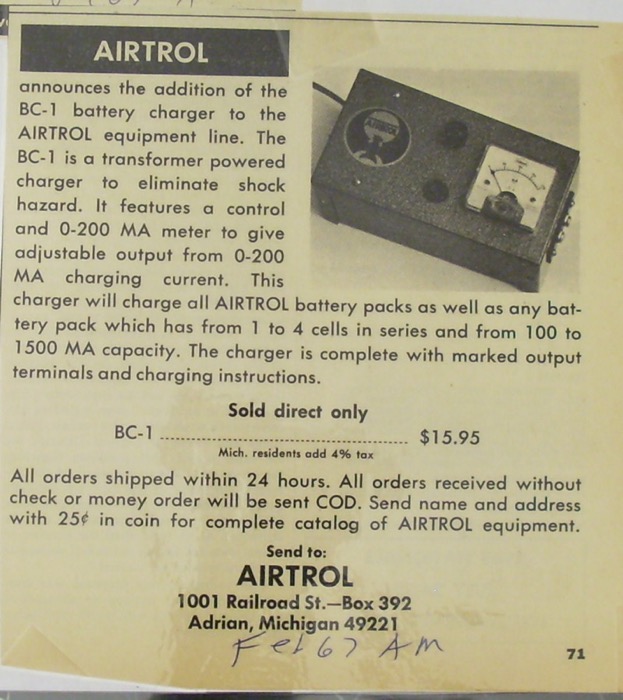 AIRTROL
announces the addition of the
BC-1 battery charger to the
AIRTROL equipment line. The
BC-1 is a transformer powered
charger to eliminate shock
hazard. It features a control
and 0-200 MA meter to give
adjustable output from 0-200
MA charging current. This
charger will charge all AIRTROL battery packs as well as any bat-
tery pack which has from 1 to 4 cells in series and from 100 to
1500 MA capacity. The charger is complete with marked output
terminals and charging instructions.
Sold direct only
BC-1 ................................................ $15.95
Mich. residents add 4% tax
All orders shipped within 24 hours. All orders received without
check or money order will be sent COD. Send name and address
with 25¢ in coin for complete catalog of AIRTROL equipment.
Send to:
AIRTROL
1001 Railroad St.—Box 392
Adrian, Michigan 49221
Feb 67 AM
71